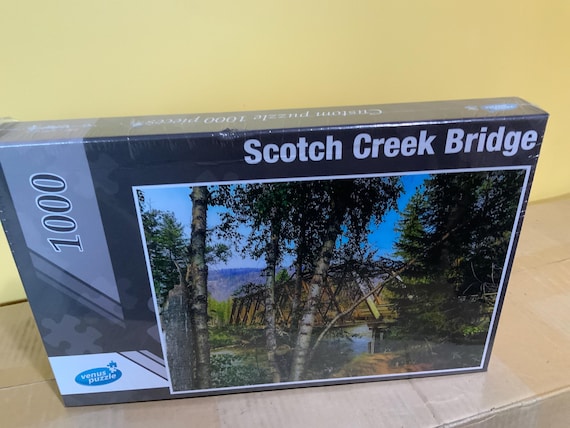 Custom puzzle 1000 pieces
Scotch Creek Bridge
1000
venus
puzzle